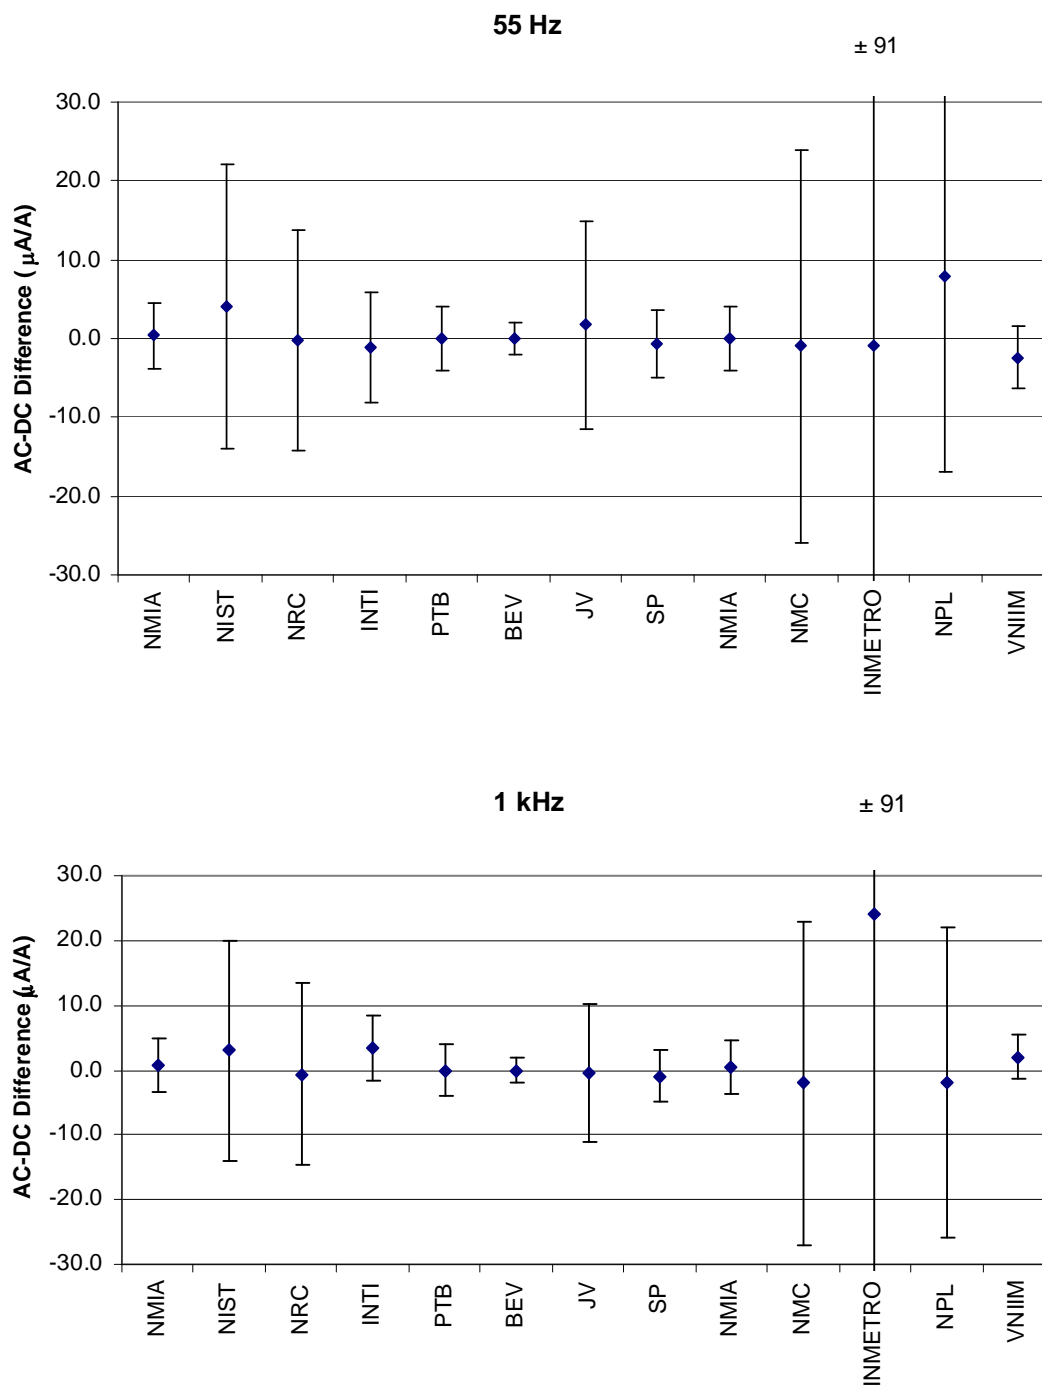 55 Hz
± 91
AC-DC Difference ( µA/A)
30.0
20.0
10.0
0.0
-10.0
-20.0
-30.0
NMIA
NIST
NRC
INTI
PTB
BEV
JV
SP
NMIA
NMC
INMETRO
NPL
VNIIM
1 kHz
± 91
AC-DC Difference (µA/A)
30.0
20.0
10.0
0.0
-10.0
-20.0
-30.0
NMIA
NIST
NRC
INTI
PTB
BEV
JV
SP
NMIA
NMC
INMETRO
NPL
VNIIM